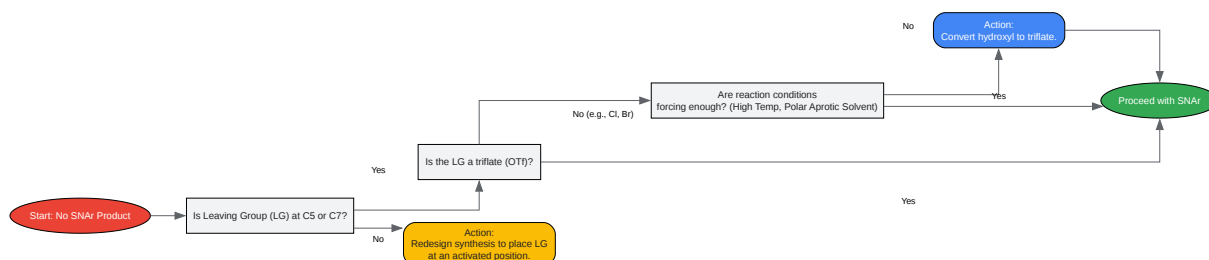 Start: No SNAr Product
Is Leaving Group (LG) at C5 or C7?
Yes
No
Action:
Redesign synthesis to place LG
at an activated position.
Is the LG a triflate (OTf)?
No (e.g., Cl, Br)
Yes
Are reaction conditions
forcing enough? (High Temp, Polar Aprotic Solvent)
No
Yes
Action:
Convert hydroxyl to triflate.
Proceed with SNAr